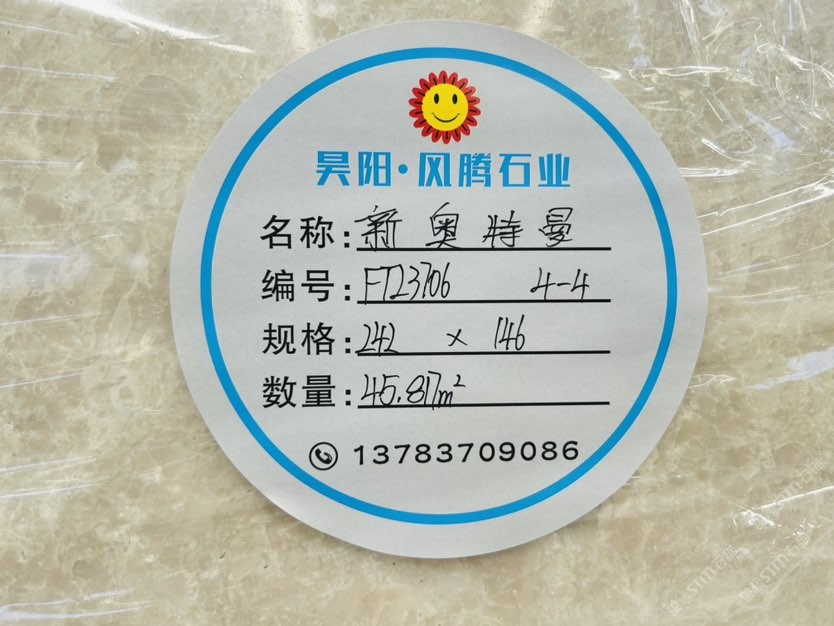 昊阳·风腾石业
名称:新奥特曼
编号:FT23706 4-4
规格:242 × 146
数量:45.817m²
13783709086